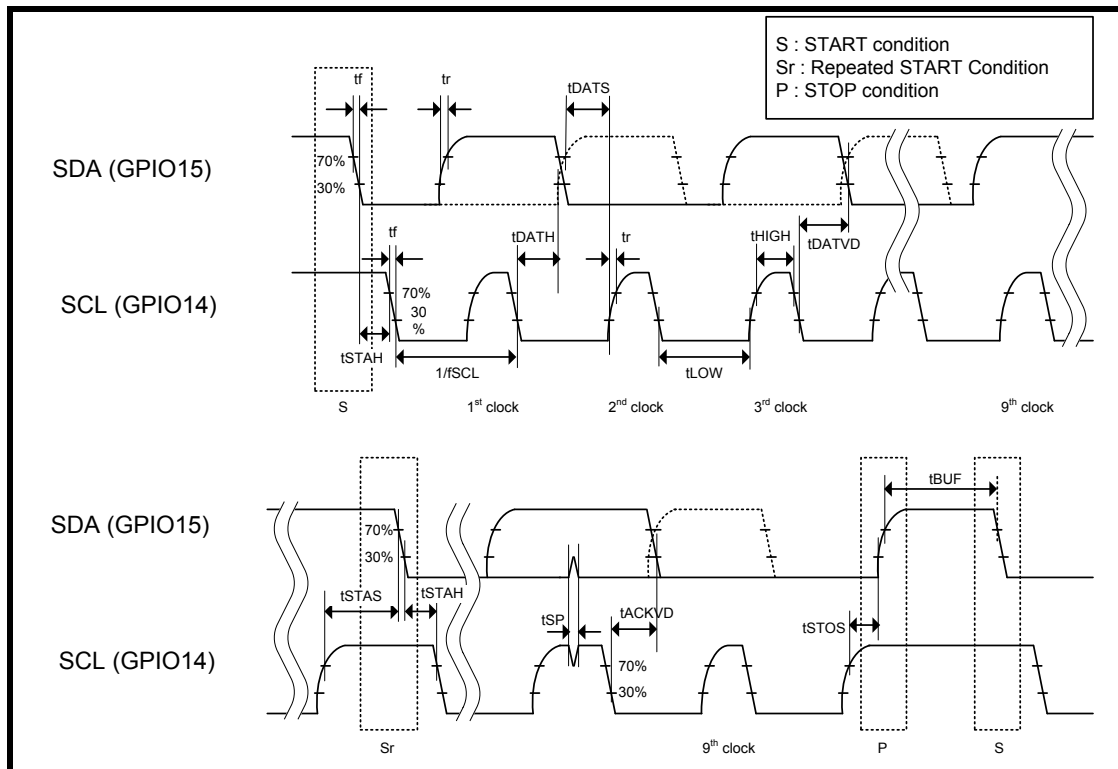 S : START condition
Sr : Repeated START Condition
P : STOP condition
tf
tr
tDATS
SDA (GPIO15)
70%
30%
tf
tDATH
tr
tHIGH
tDATVD
SCL (GPIO14)
70%
30
%
tSTAH
1/fSCL
tLOW
S
1st clock
2nd clock
3rd clock
9th clock
tBUF
SDA (GPIO15)
70%
30%
tSTAS
tSTAH
tSP
tACKVD
tSTOS
SCL (GPIO14)
70%
30%
Sr
9th clock
P
S